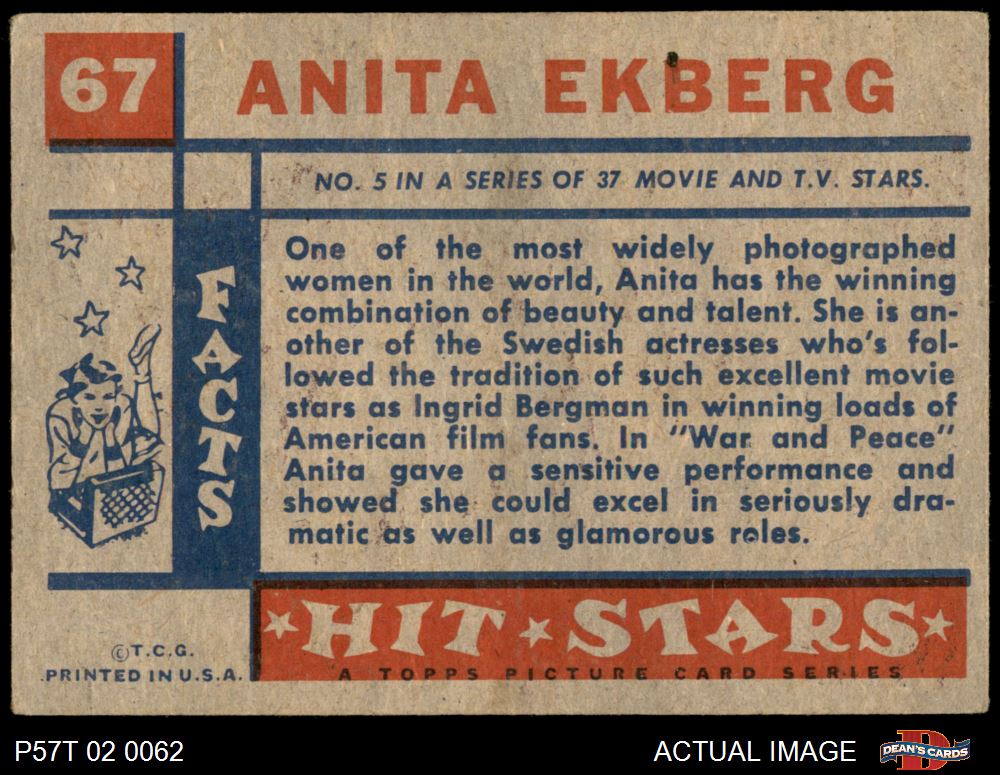 67
ANITA EKBERG
NO. 5 IN A SERIES OF 37 MOVIE AND T.V. STARS.
FACTS
One of the most widely photographed
women in the world, Anita has the winning
combination of beauty and talent. She is an-
other of the Swedish actresses who's fol-
lowed the tradition of such excellent movie
stars as Ingrid Bergman in winning loads of
American film fans. In "War and Peace"
Anita gave a sensitive performance and
showed she could excel in seriously dra-
matic as well as glamorous roles.
HIT STARS
A TOPPS PICTURE CARD SERIES
©T.C.G.
PRINTED IN U.S.A.
P57T 02 0062
ACTUAL IMAGE
D
DEAN'S CARDS